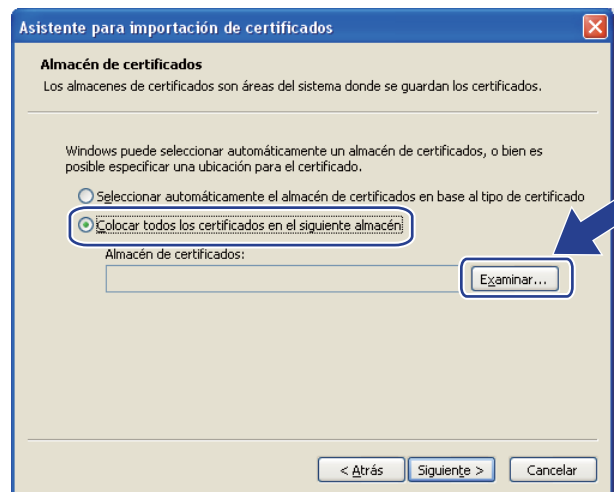 Asistente para importación de certificados
Almacén de certificados
Los almacenes de certificados son áreas del sistema donde se guardan los certificados.
Windows puede seleccionar automáticamente un almacén de certificados, o bien es
posible especificar una ubicación para el certificado.
Seleccionar automáticamente el almacén de certificados en base al tipo de certificado
Colocar todos los certificados en el siguiente almacén
Almacén de certificados:
Examinar...
< Atrás Siguiente > Cancelar